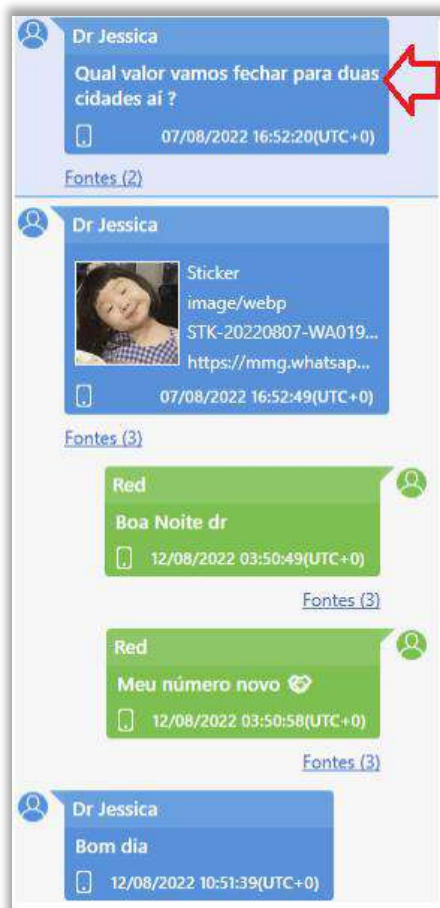 Dr Jessica
Qual valor vamos fechar para duas
cidades aí ?
07/08/2022 16:52:20(UTC+0)
Fontes (2)
Dr Jessica
Sticker
image/webp
STK-20220807-WA019...
https://mmg.whatsap...
07/08/2022 16:52:49(UTC+0)
Fontes (3)
Red
Boa Noite dr
12/08/2022 03:50:49(UTC+0)
Fontes (3)
Red
Meu número novo 🤝
12/08/2022 03:50:58(UTC+0)
Fontes (3)
Dr Jessica
Bom dia
12/08/2022 10:51:39(UTC+0)